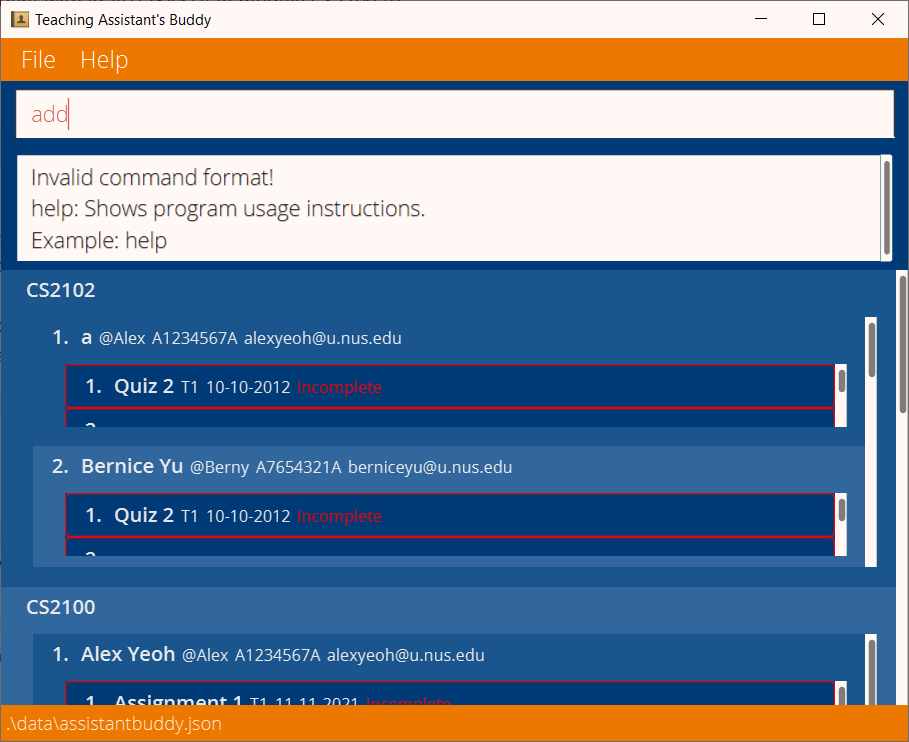 Teaching Assistant's Buddy
File Help
add
Invalid command format!
help: Shows program usage instructions.
Example: help
CS2102
1. a @Alex A1234567A alexyeoh@u.nus.edu
1. Quiz 2 T1 10-10-2012 Incomplete
2. Bernice Yu @Berny A7654321A berniceyu@u.nus.edu
1. Quiz 2 T1 10-10-2012 Incomplete
CS2100
1. Alex Yeoh @Alex A1234567A alexyeoh@u.nus.edu
1. Assignment 1 T1 11-11-2021 Incomplete
.\data\assistantbuddy.json